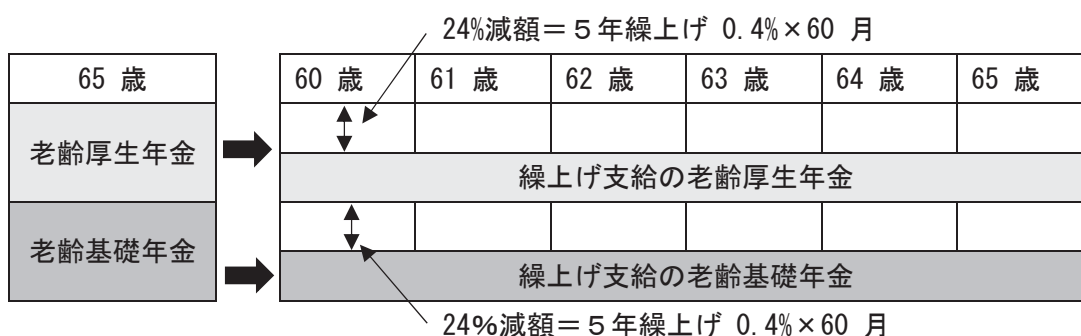 24%減額＝５年繰上げ 0.4%×60 月
65 歳
60 歳 61 歳 62 歳 63 歳 64 歳 65 歳
老齢厚生年金
繰上げ支給の老齢厚生年金
老齢基礎年金
繰上げ支給の老齢基礎年金
24％減額＝５年繰上げ 0.4%×60 月